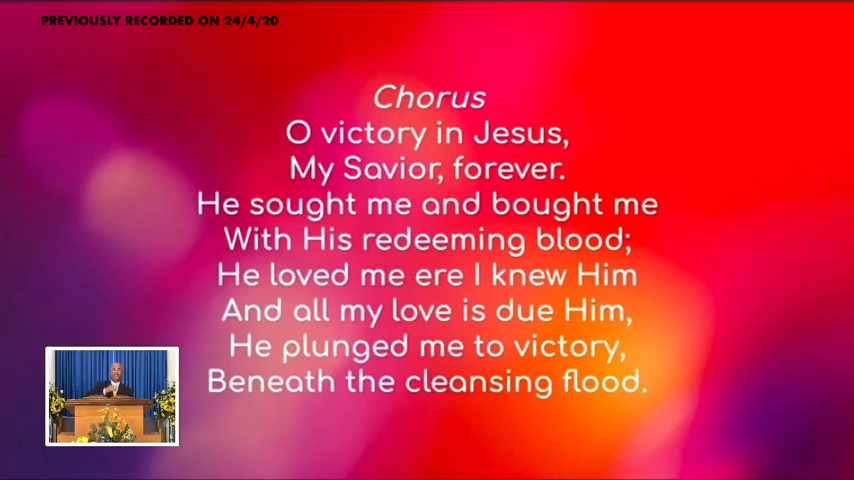 PREVIOUSLY RECORDED ON 24/4/20
Chorus
O victory in Jesus,
My Savior, forever.
He sought me and bought me
With His redeeming blood;
He loved me ere I knew Him
And all my love is due Him,
He plunged me to victory,
Beneath the cleansing flood.